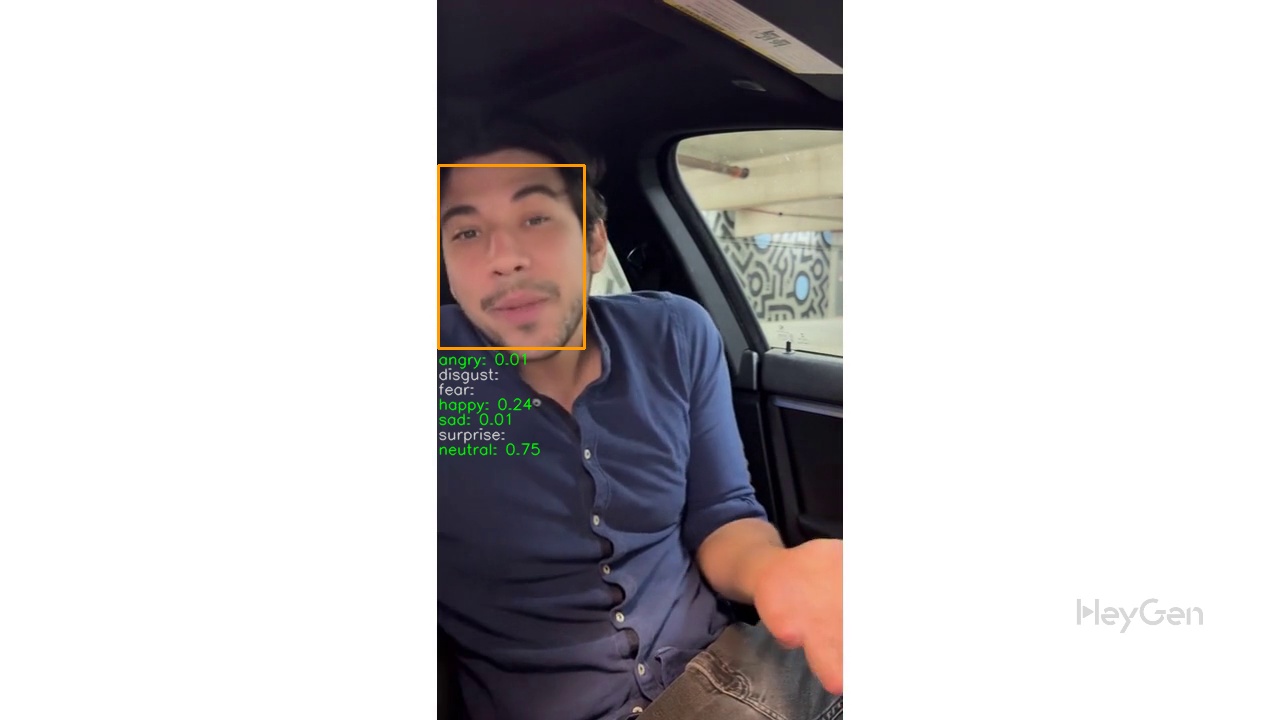 angry: 0.01
disgust:
fear:
happy: 0.24
sad: 0.01
surprise:
neutral: 0.75
HeyGen